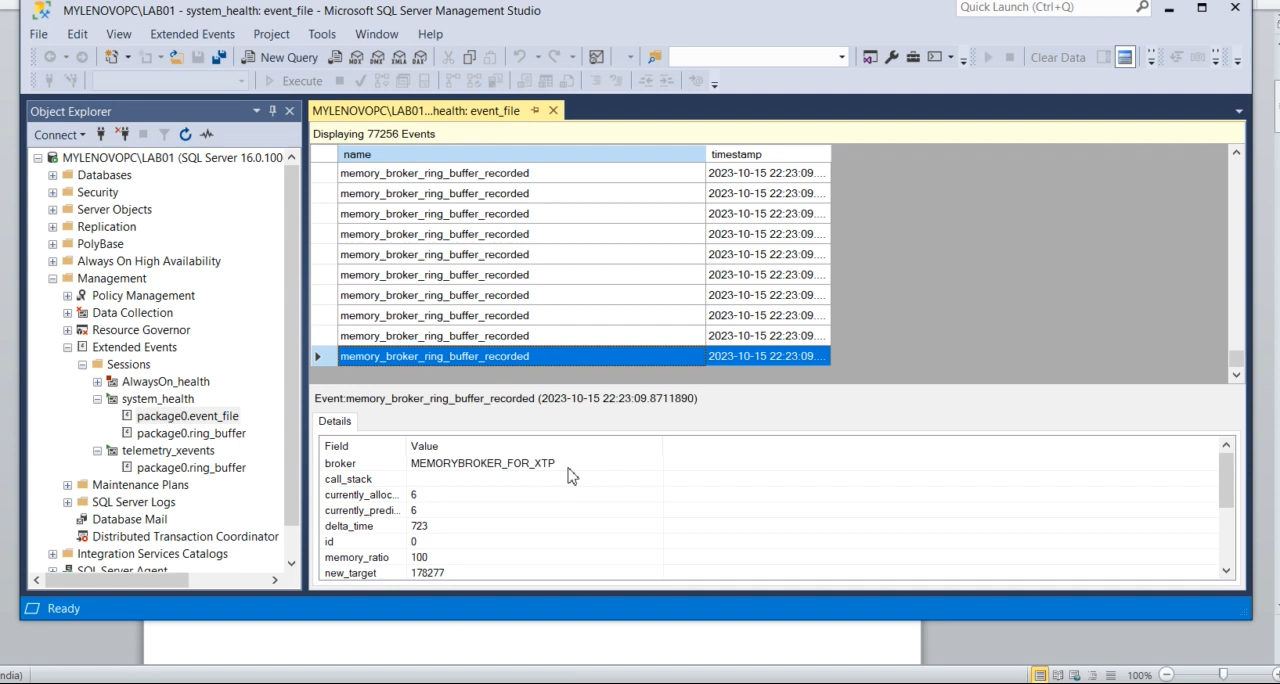 MYLENOVOPC\LAB01 - system_health: event_file - Microsoft SQL Server Management Studio
Quick Launch (Ctrl+Q)
File Edit View Extended Events Project Tools Window Help
New Query MDX DMX XMLA DAX
Execute
Clear Data
Object Explorer
MYLENOVOPC\LAB01...health: event_file
Connect
Displaying 77256 Events
MYLENOVOPC\LAB01 (SQL Server 16.0.100
Databases
Security
Server Objects
Replication
PolyBase
Always On High Availability
Management
Policy Management
Data Collection
Resource Governor
Extended Events
Sessions
AlwaysOn_health
system_health
package0.event_file
package0.ring_buffer
telemetry_xevents
package0.ring_buffer
Maintenance Plans
SQL Server Logs
Database Mail
Distributed Transaction Coordinator
Integration Services Catalogs
SQL Server Agent
name timestamp
memory_broker_ring_buffer_recorded 2023-10-15 22:23:09....
memory_broker_ring_buffer_recorded 2023-10-15 22:23:09....
memory_broker_ring_buffer_recorded 2023-10-15 22:23:09....
memory_broker_ring_buffer_recorded 2023-10-15 22:23:09....
memory_broker_ring_buffer_recorded 2023-10-15 22:23:09....
memory_broker_ring_buffer_recorded 2023-10-15 22:23:09....
memory_broker_ring_buffer_recorded 2023-10-15 22:23:09....
memory_broker_ring_buffer_recorded 2023-10-15 22:23:09....
memory_broker_ring_buffer_recorded 2023-10-15 22:23:09....
memory_broker_ring_buffer_recorded 2023-10-15 22:23:09....
Event:memory_broker_ring_buffer_recorded (2023-10-15 22:23:09.8711890)
Details
Field Value
broker MEMORYBROKER_FOR_XTP
call_stack
currently_alloc... 6
currently_predi... 6
delta_time 723
id 0
memory_ratio 100
new_target 178277
Ready
ndia)
100%